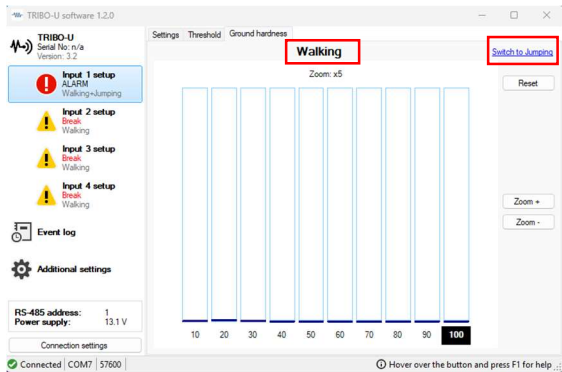 TRIBO-U software 1.2.0
TRIBO-U
Serial No: n/a
Version: 3.2
Input 1 setup
ALARM
Walking+Jumping
Input 2 setup
Break
Walking
Input 3 setup
Break
Walking
Input 4 setup
Break
Walking
Event log
Additional settings
RS-485 address: 1
Power supply: 13.1 V
Connection settings
Settings Threshold Ground hardness
Walking
Switch to Jumping
Zoom: x5
Reset
Zoom +
Zoom -
10 20 30 40 50 60 70 80 90 100
Connected COM7 57600
Hover over the button and press F1 for help